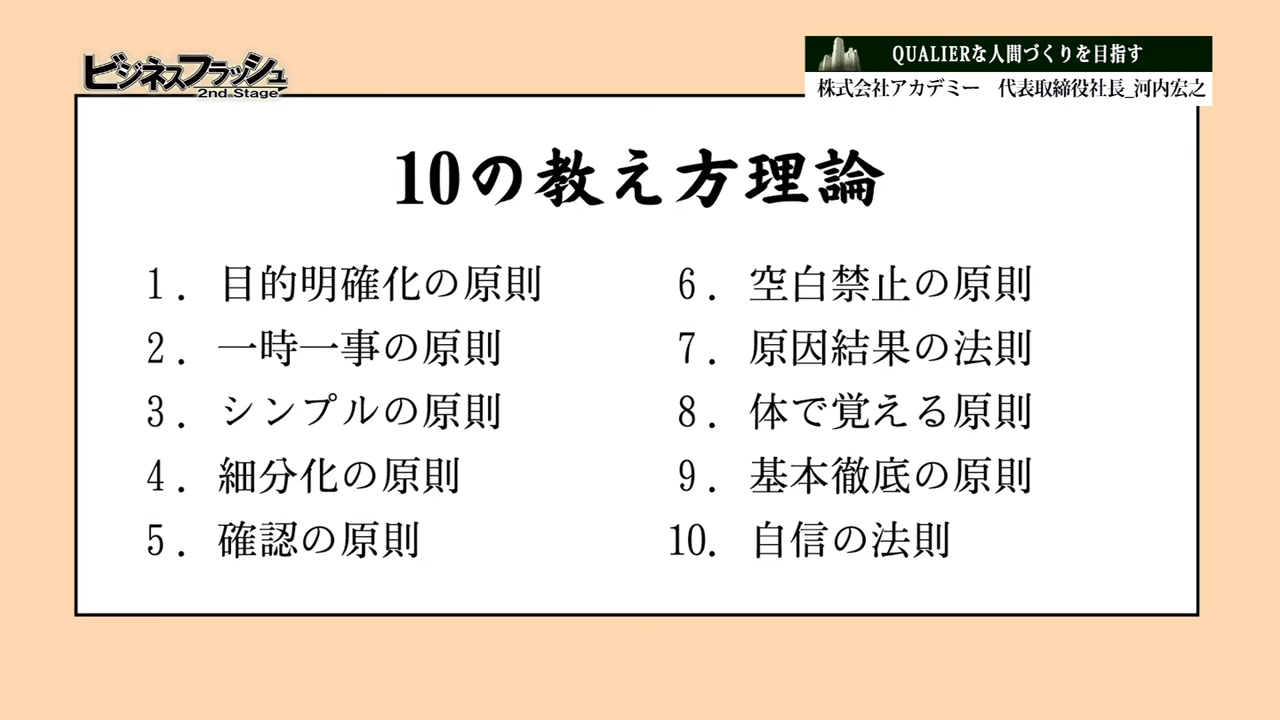 ビジネスフラッシュ
2nd Stage
QUALIERな人間づくりを目指す
株式会社アカデミー　代表取締役社長_河内宏之
10の教え方理論
1．目的明確化の原則
2．一時一事の原則
3．シンプルの原則
4．細分化の原則
5．確認の原則
6．空白禁止の原則
7．原因結果の法則
8．体で覚える原則
9．基本徹底の原則
10．自信の法則